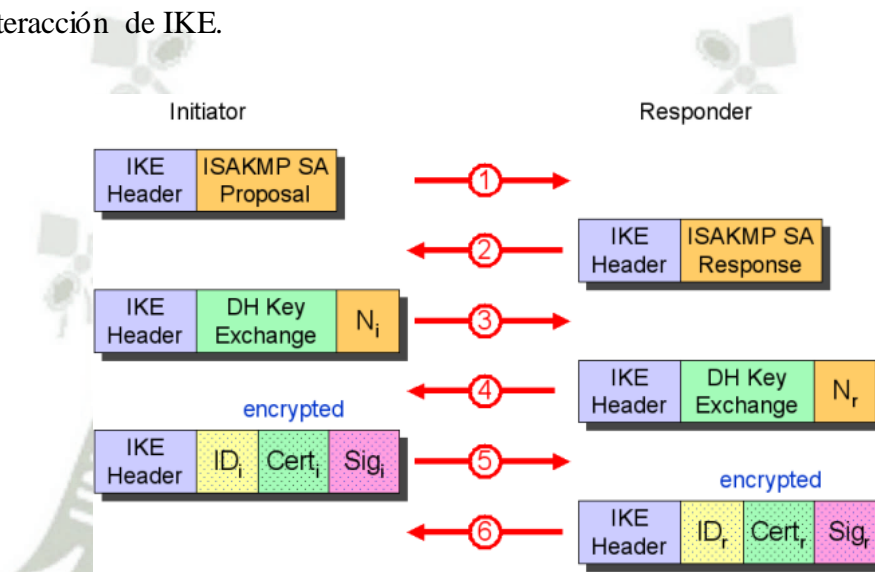 teracción de IKE.
Initiator Responder
IKE Header ISAKMP SA Proposal
1
2
IKE Header ISAKMP SA Response
IKE Header DH Key Exchange Ni
3
4
IKE Header DH Key Exchange Nr
encrypted
IKE Header IDi Certi Sigi
5
encrypted
6
IKE Header IDr Certr Sigr